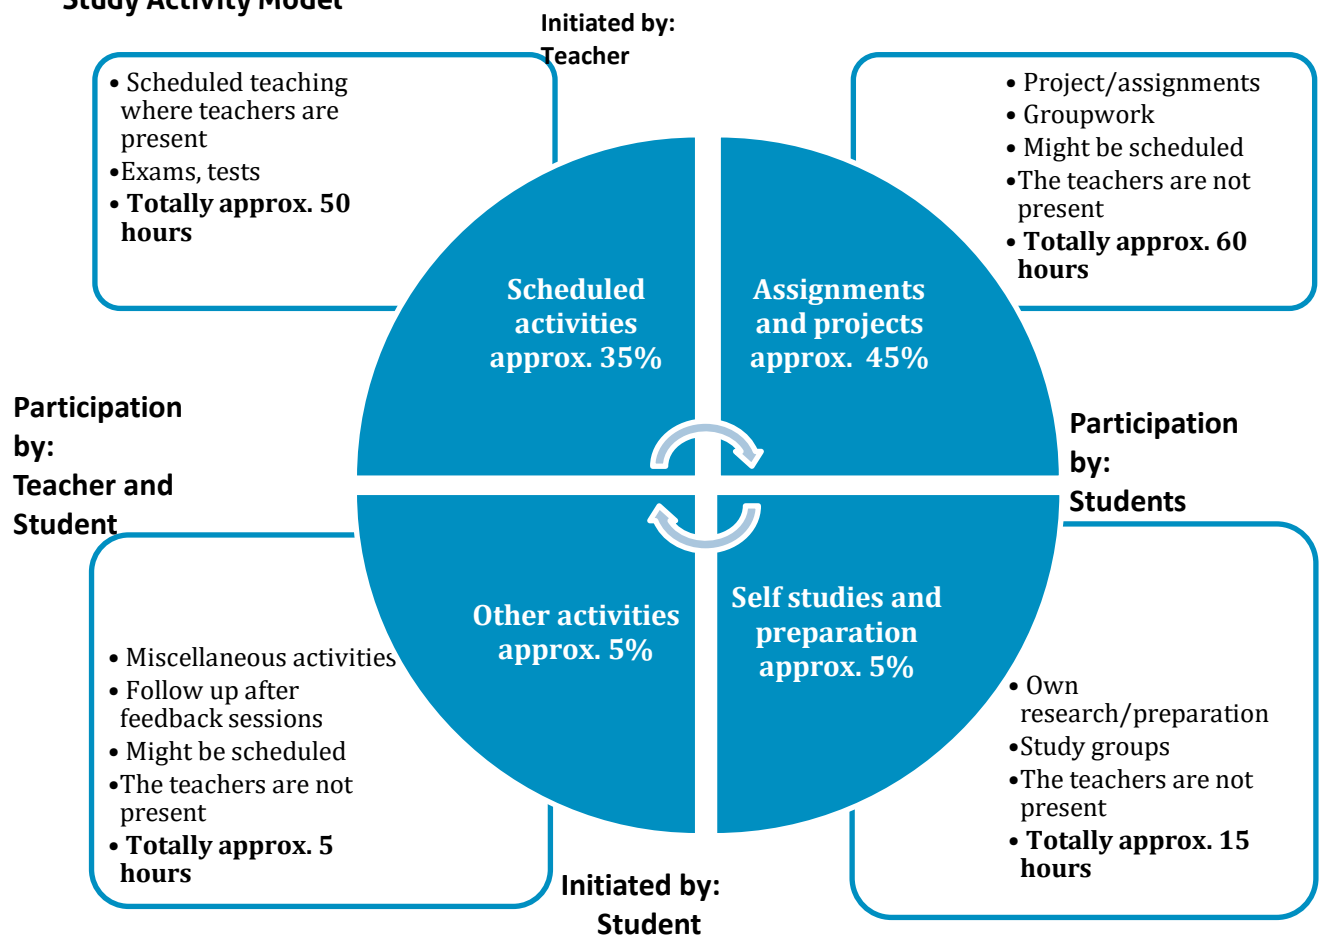 Study Activity Model
Initiated by:
Teacher
• Scheduled teaching
where teachers are
present
•Exams, tests
• Totally approx. 50
hours
• Project/assignments
• Groupwork
• Might be scheduled
•The teachers are not
present
• Totally approx. 60
hours
Scheduled
activities
approx. 35%
Assignments
and projects
approx. 45%
Participation
by:
Teacher and
Student
Participation
by:
Students
Other activities
approx. 5%
Self studies and
preparation
approx. 5%
• Miscellaneous activities
• Follow up after
feedback sessions
• Might be scheduled
•The teachers are not
present
• Totally approx. 5
hours
• Own
research/preparation
•Study groups
•The teachers are not
present
• Totally approx. 15
hours
Initiated by:
Student